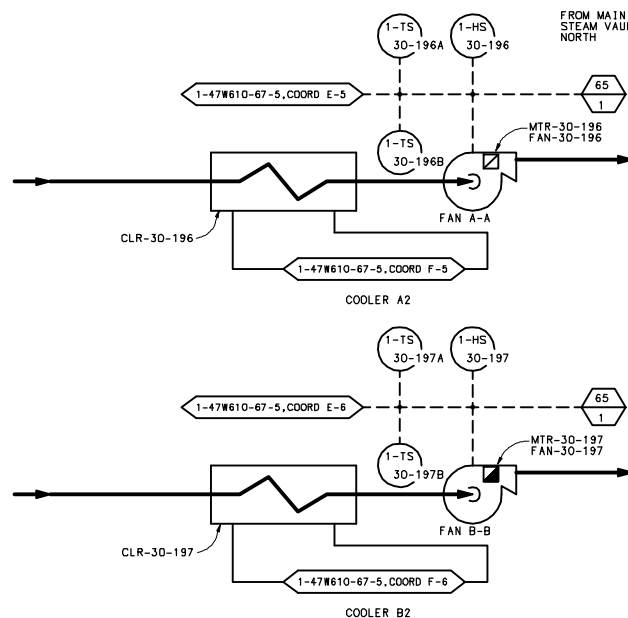 FROM MAIN
STEAM VAU
NORTH
1-TS
30-196A
1-HS
30-196
1-47W610-67-5,COORD E-5
65
1
1-TS
30-196B
MTR-30-196
FAN-30-196
FAN A-A
CLR-30-196
1-47W610-67-5,COORD F-5
COOLER A2
1-TS
30-197A
1-HS
30-197
1-47W610-67-5,COORD E-6
65
1
1-TS
30-197B
MTR-30-197
FAN-30-197
FAN B-B
CLR-30-197
1-47W610-67-5,COORD F-6
COOLER B2